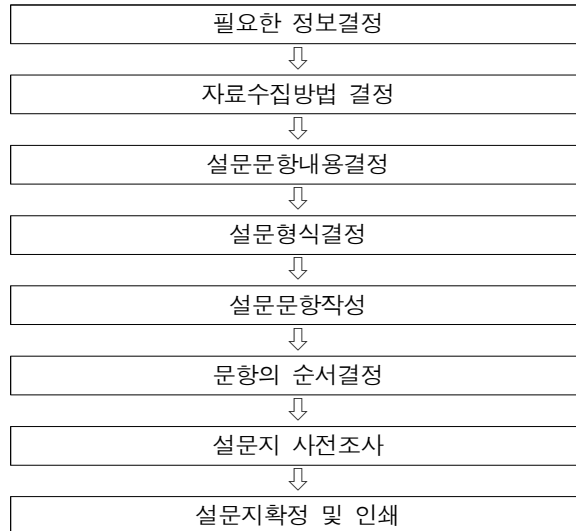 필요한 정보결정
자료수집방법 결정
설문문항내용결정
설문형식결정
설문문항작성
문항의 순서결정
설문지 사전조사
설문지확정 및 인쇄